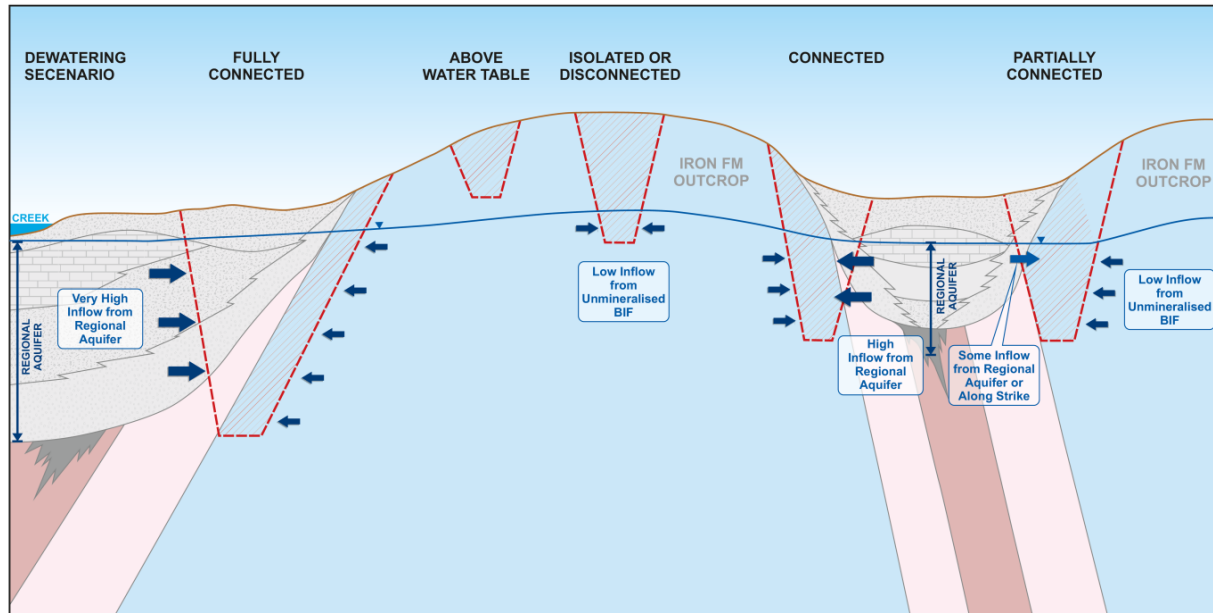 DEWATERING
SECENARIO
FULLY
CONNECTED
ABOVE
WATER TABLE
ISOLATED OR
DISCONNECTED
CONNECTED
PARTIALLY
CONNECTED
IRON FM
OUTCROP
IRON FM
OUTCROP
CREEK
REGIONAL
AQUIFER
Very High
Inflow from
Regional
Aquifer
Low Inflow
from
Unmineralised
BIF
High
Inflow from
Regional
Aquifer
REGIONAL
AQUIFER
Some Inflow
from Regional
Aquifer or
Along Strike
Low Inflow
from
Unmineralised
BIF